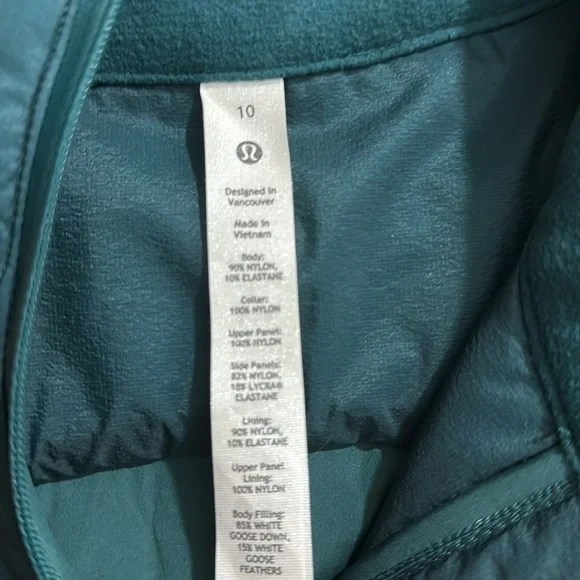 10
Designed in
Vancouver
Made in
Vietnam
Body:
90% NYLON,
10% ELASTANE
Collar:
100% NYLON
Upper Panel:
100% NYLON
Side Panels:
82% NYLON,
18% LYCRA®
ELASTANE
Lining:
90% NYLON,
10% ELASTANE
Upper Panel
Lining:
100% NYLON
Body Filling:
85% WHITE
GOOSE DOWN,
15% WHITE
GOOSE
FEATHERS